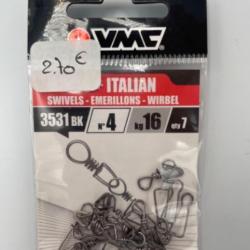 VMC
2.70€
ITALIAN
SWIVELS - EMERILLONS - WIRBEL
3531 BK
N° 4
kg 16
qty 7